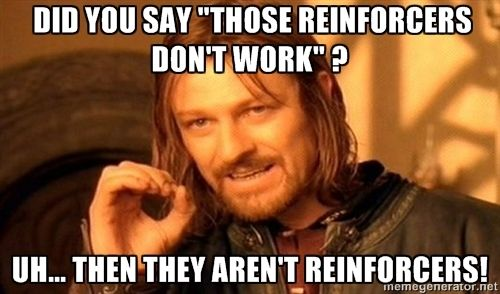 DID YOU SAY "THOSE REINFORCERS
DON'T WORK" ?
UH... THEN THEY AREN'T REINFORCERS!
memegenerator.net